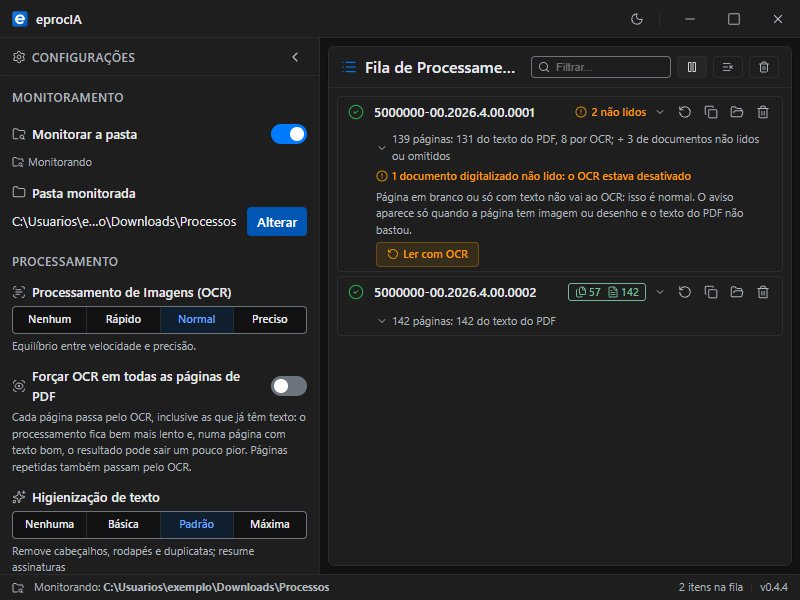 eprocIA
CONFIGURAÇÕES
MONITORAMENTO
Monitorar a pasta
Monitorando
Pasta monitorada
C:\Usuarios\e...o\Downloads\Processos
Alterar
PROCESSAMENTO
Processamento de Imagens (OCR)
Nenhum Rápido Normal Preciso
Equilíbrio entre velocidade e precisão.
Forçar OCR em todas as páginas de
PDF
Cada página passa pelo OCR, inclusive as que já têm texto: o
processamento fica bem mais lento e, numa página com
texto bom, o resultado pode sair um pouco pior. Páginas
repetidas também passam pelo OCR.
Higienização de texto
Nenhuma Básica Padrão Máxima
Remove cabeçalhos, rodapés e duplicatas; resume
assinaturas
Fila de Processame...
Filtrar...
5000000-00.2026.4.00.0001
2 não lidos
139 páginas: 131 do texto do PDF, 8 por OCR; + 3 de documentos não lidos
ou omitidos
1 documento digitalizado não lido: o OCR estava desativado
Página em branco ou só com texto não vai ao OCR: isso é normal. O aviso
aparece só quando a página tem imagem ou desenho e o texto do PDF não
bastou.
Ler com OCR
5000000-00.2026.4.00.0002
57 142
142 páginas: 142 do texto do PDF
Monitorando: C:\Usuarios\exemplo\Downloads\Processos
2 itens na fila
v0.4.4